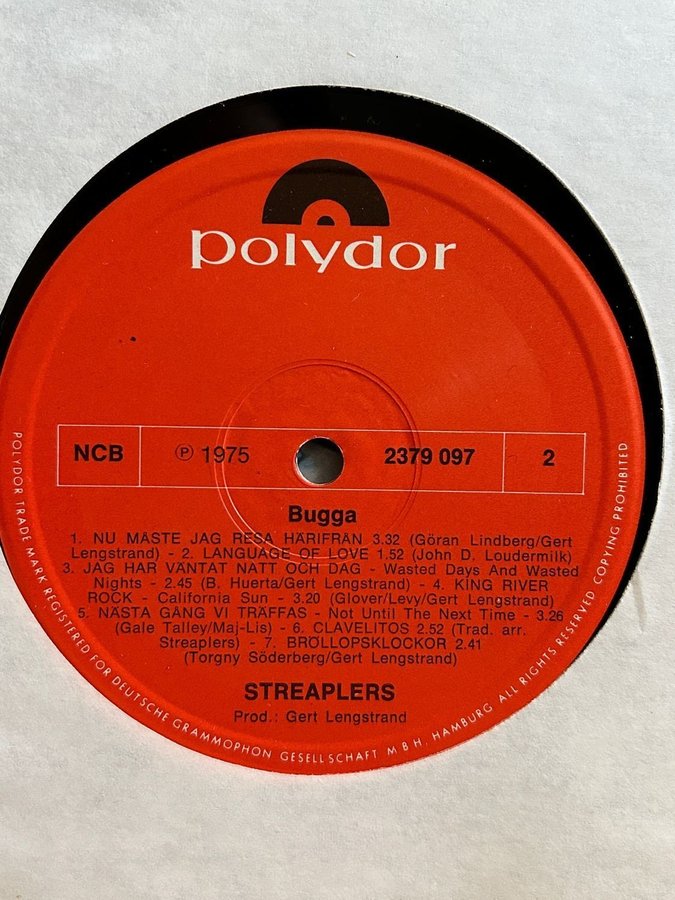 polydor
NCB ℗ 1975 2379 097 2
Bugga
1. NU MÅSTE JAG RESA HÄRIFRÅN 3.32 (Göran Lindberg/Gert
Lengstrand) - 2. LANGUAGE OF LOVE 1.52 (John D. Loudermilk)
3. JAG HAR VÄNTAT NATT OCH DAG - Wasted Days And Wasted
Nights - 2.45 (B. Huerta/Gert Lengstrand) - 4. KING RIVER
ROCK - California Sun - 3.20 (Glover/Levy/Gert Lengstrand)
5. NÄSTA GÅNG VI TRÄFFAS - Not Until The Next Time - 3.26
(Gale Talley/Maj-Lis) - 6. CLAVELITOS 2.52 (Trad. arr.
Streaplers) - 7. BRÖLLOPSKLOCKOR 2.41
(Torgny Söderberg/Gert Lengstrand)
STREAPLERS
Prod.: Gert Lengstrand
POLYDOR TRADE MARK REGISTERED FOR DEUTSCHE GRAMMOPHON GESELLSCHAFT M B H, HAMBURG ALL RIGHTS RESERVED COPYING PROHIBITED